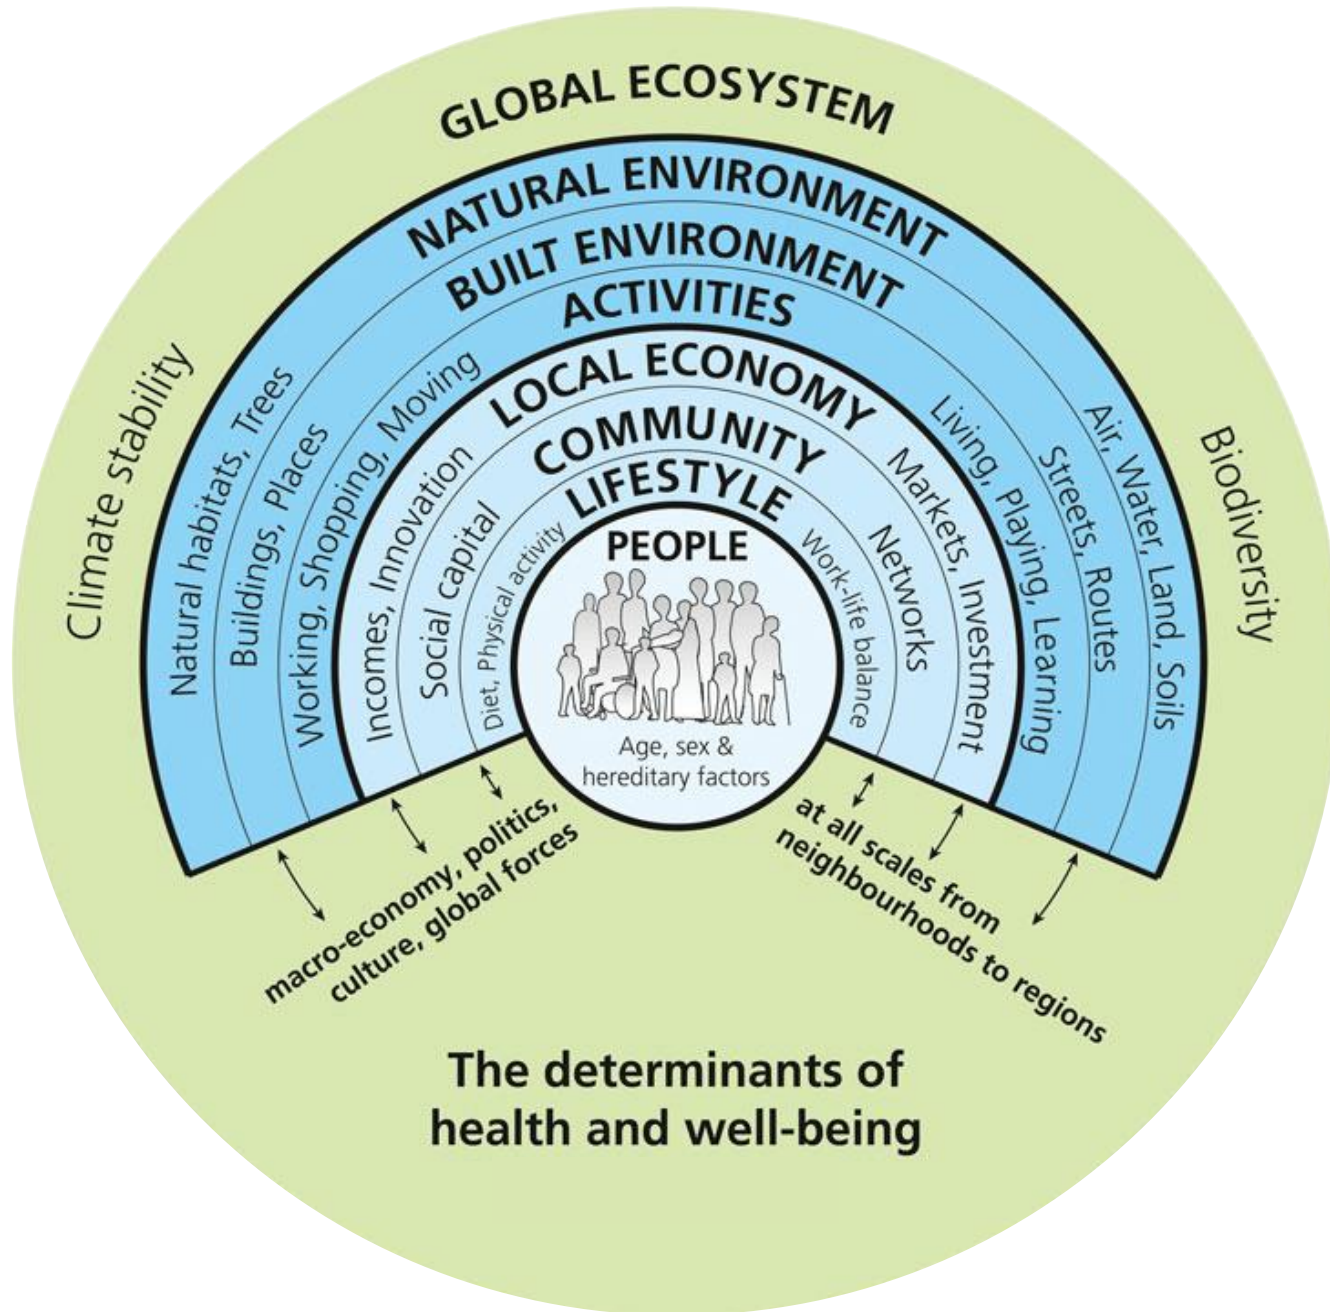 GLOBAL ECOSYSTEM
Climate stability
Biodiversity
NATURAL ENVIRONMENT
Natural habitats, Trees
Air, Water, Land, Soils
BUILT ENVIRONMENT
Buildings, Places
Streets, Routes
ACTIVITIES
Working, Shopping, Moving
Living, Playing, Learning
LOCAL ECONOMY
Incomes, Innovation
Markets, Investment
COMMUNITY
Social capital
Networks
LIFESTYLE
Diet, Physical activity
Work-life balance
PEOPLE
Age, sex &
hereditary factors
macro-economy, politics,
culture, global forces
at all scales from
neighbourhoods to regions
The determinants of
health and well-being